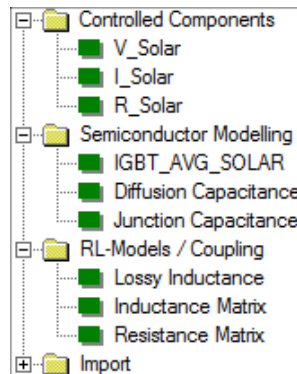 Controlled Components
V_Solar
I_Solar
R_Solar
Semiconductor Modelling
IGBT_AVG_SOLAR
Diffusion Capacitance
Junction Capacitance
RL-Models / Coupling
Lossy Inductance
Inductance Matrix
Resistance Matrix
Import